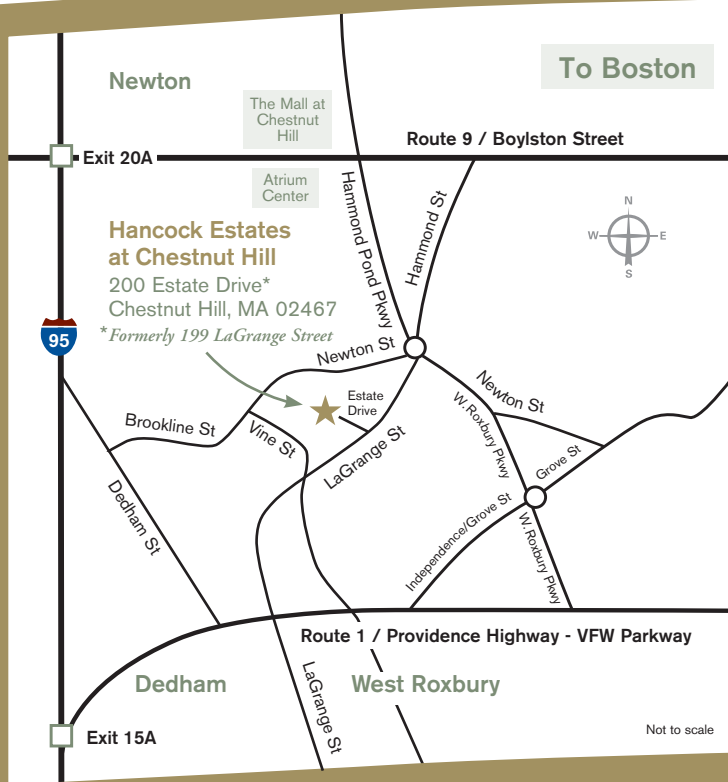 Newton
To Boston
The Mall at
Chestnut
Hill
Route 9 / Boylston Street
Exit 20A
Atrium
Center
Hammond Pond Pkwy
Hammond St
N
W
E
S
Hancock Estates
at Chestnut Hill
200 Estate Drive*
Chestnut Hill, MA 02467
*Formerly 199 LaGrange Street
95
Newton St
Estate
Drive
Newton St
W. Roxbury Pkwy
Brookline St
Vine St
LaGrange St
Grove St
Dedham St
Independence/Grove St
W. Roxbury Pkwy
Route 1 / Providence Highway - VFW Parkway
LaGrange St
Dedham
West Roxbury
Exit 15A
Not to scale